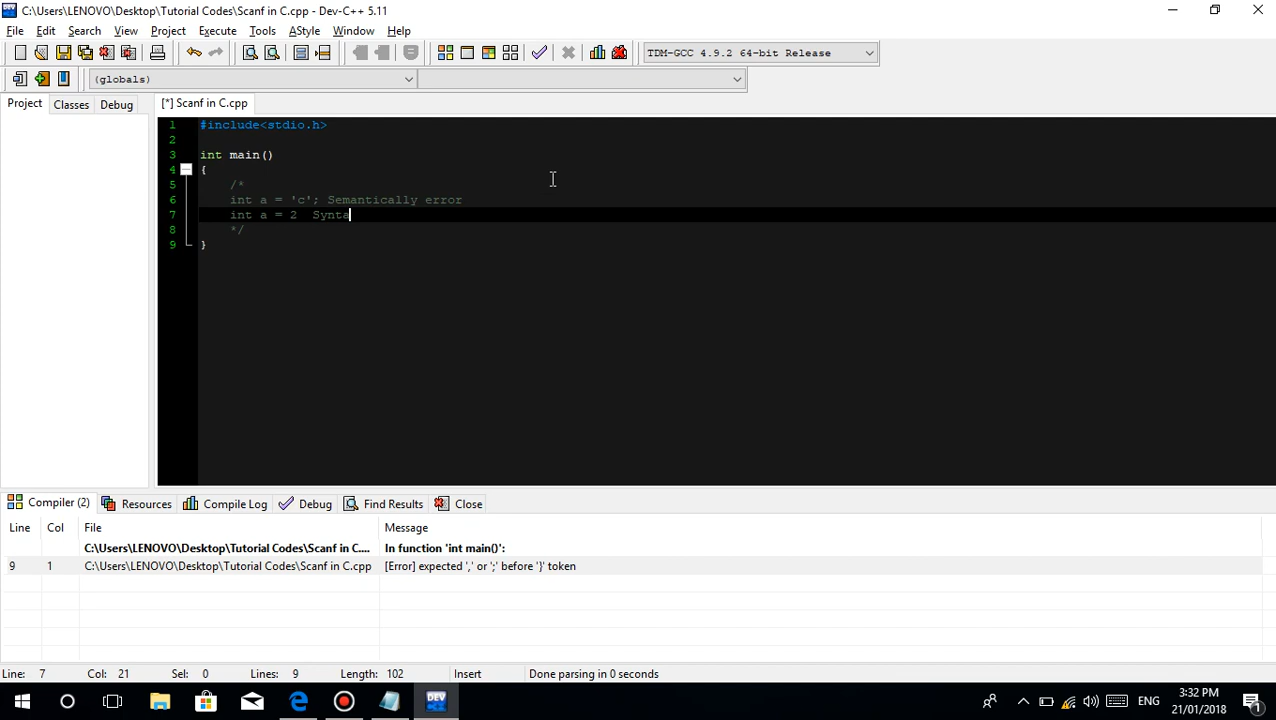 C:\Users\LENOVO\Desktop\Tutorial Codes\Scanf in C.cpp - Dev-C++ 5.11
File Edit Search View Project Execute Tools AStyle Window Help
TDM-GCC 4.9.2 64-bit Release
(globals)
Project Classes Debug [*] Scanf in C.cpp
1 #include<stdio.h>
2
3 int main()
4 {
5 /*
6 int a = 'c'; Semantically error
7 int a = 2  Synta
8 */
9 }
Compiler (2) Resources Compile Log Debug Find Results Close
Line Col File Message
C:\Users\LENOVO\Desktop\Tutorial Codes\Scanf in C.... In function 'int main()':
9 1 C:\Users\LENOVO\Desktop\Tutorial Codes\Scanf in C.cpp [Error] expected ',' or ';' before '}' token
Line: 7 Col: 21 Sel: 0 Lines: 9 Length: 102 Insert Done parsing in 0 seconds
DEV
ENG
3:32 PM
21/01/2018
1